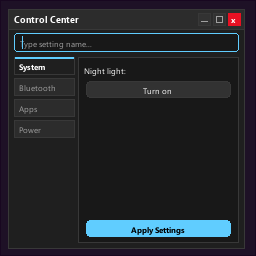 Control Center
Type setting name...
System
Bluetooth
Apps
Power
Night light:
Turn on
Apply Settings